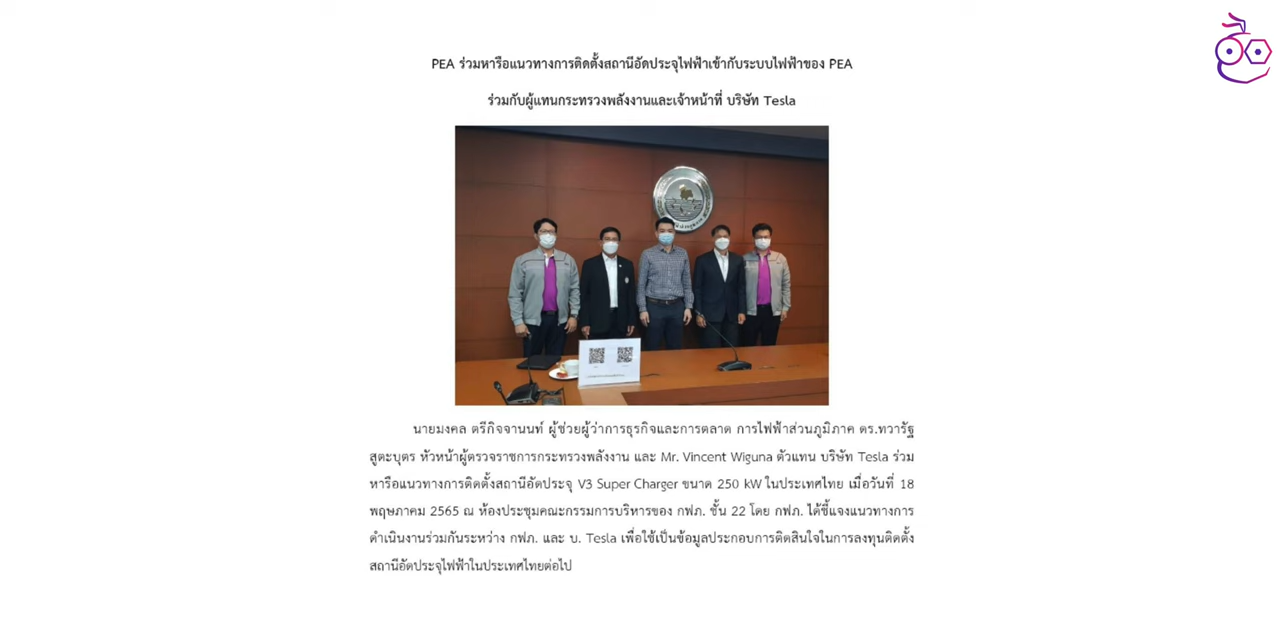 PEA ร่วมหารือแนวทางการติดตั้งสถานีอัดประจุไฟฟ้าเข้ากับระบบไฟฟ้าของ PEA
ร่วมกับผู้แทนกระทรวงพลังงานและเจ้าหน้าที่ บริษัท Tesla
นายมงคล ตรีกิจจานนท์ ผู้ช่วยผู้ว่าการธุรกิจและการตลาด การไฟฟ้าส่วนภูมิภาค ดร.ทวารัฐ
สูตะบุตร หัวหน้าผู้ตรวจราชการกระทรวงพลังงาน และ Mr. Vincent Wiguna ตัวแทน บริษัท Tesla ร่วม
หารือแนวทางการติดตั้งสถานีอัดประจุ V3 Super Charger ขนาด 250 kW ในประเทศไทย เมื่อวันที่ 18
พฤษภาคม 2565 ณ ห้องประชุมคณะกรรมการบริหารของ กฟภ. ชั้น 22 โดย กฟภ. ได้ชี้แจงแนวทางการ
ดำเนินงานร่วมกันระหว่าง กฟภ. และ บ. Tesla เพื่อใช้เป็นข้อมูลประกอบการติดสินใจในการลงทุนติดตั้ง
สถานีอัดประจุไฟฟ้าในประเทศไทยต่อไป